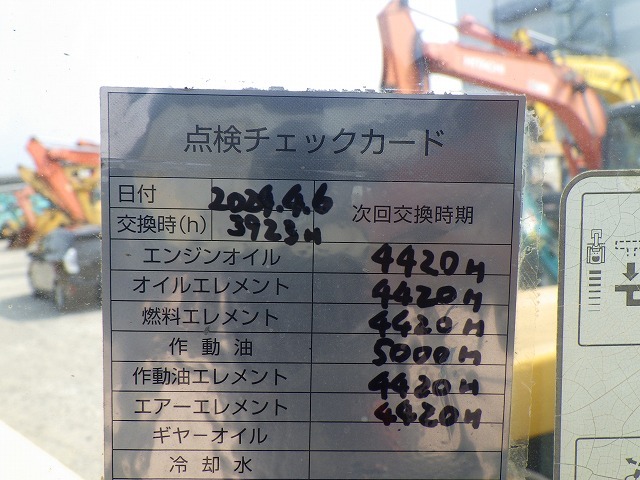 点検チェックカード
日付 2024.4.6
交換時(h) 3923H 次回交換時期
エンジンオイル 4420H
オイルエレメント 4420H
燃料エレメント 4420H
作動油 5000H
作動油エレメント 4420H
エアーエレメント 4420H
ギヤーオイル
冷却水